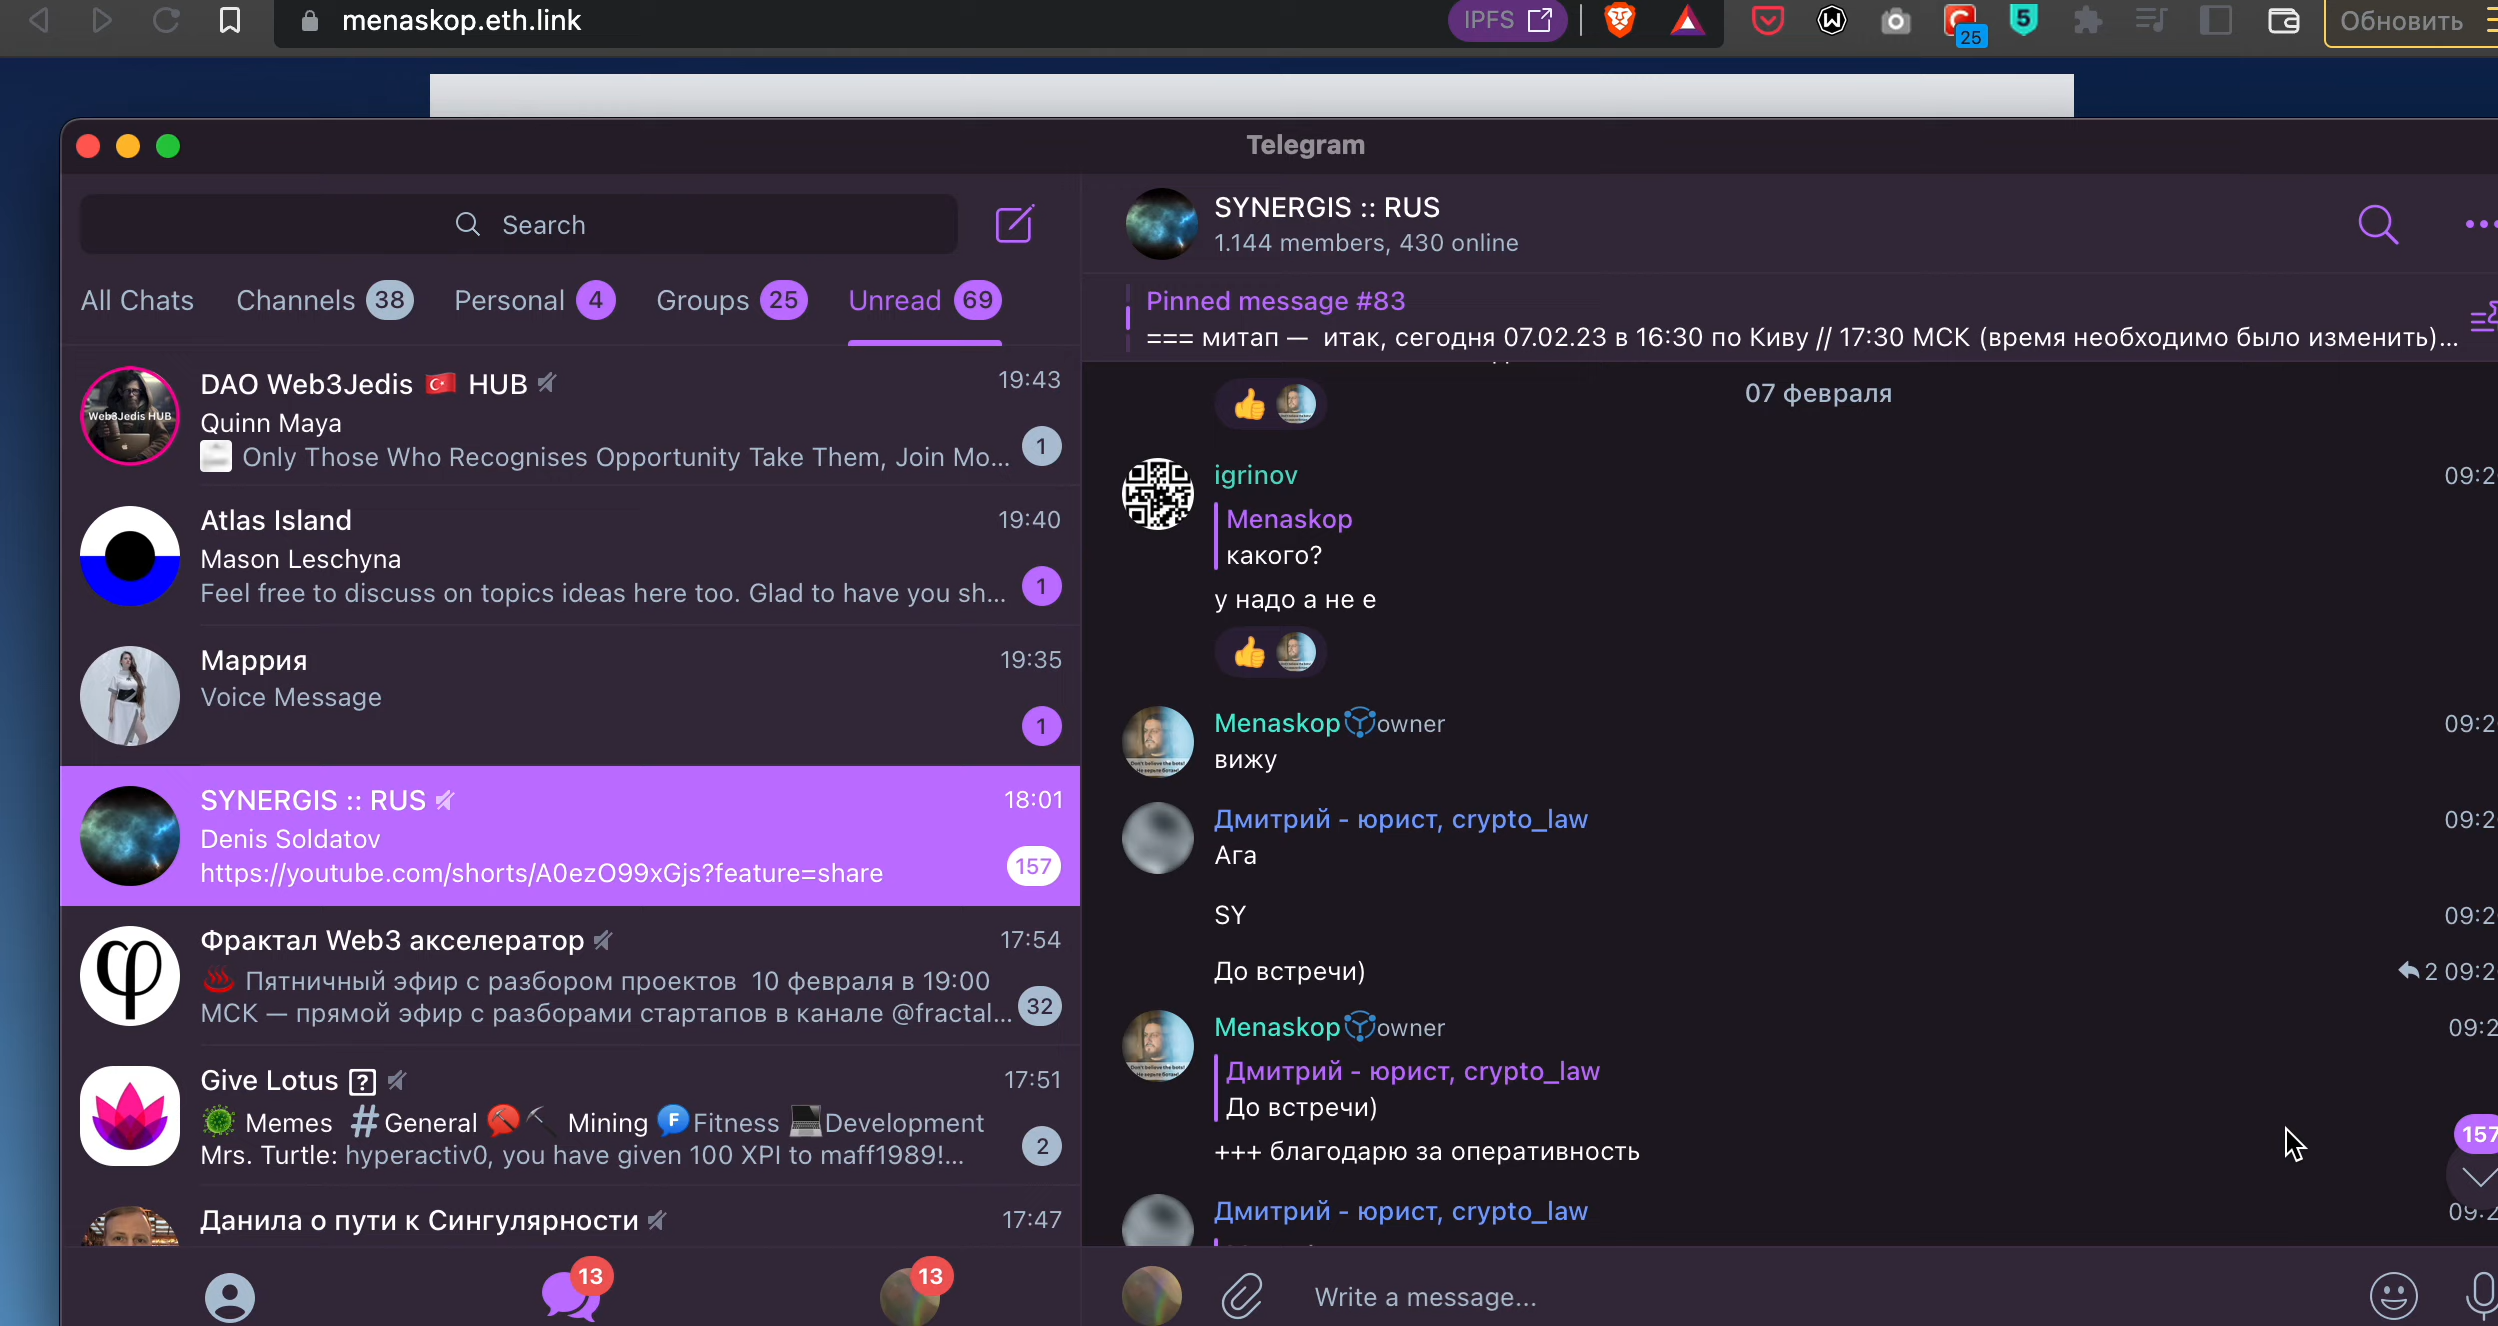 menaskop.eth.link
IPFS
25
5
Обновить
Telegram
Search
All Chats
Channels 38
Personal 4
Groups 25
Unread 69
DAO Web3Jedis 🇹🇷 HUB
19:43
Web3Jedis HUB
Quinn Maya
Only Those Who Recognises Opportunity Take Them, Join Mo...
1
Atlas Island
19:40
Mason Leschyna
Feel free to discuss on topics ideas here too. Glad to have you sh...
1
Маррия
19:35
Voice Message
1
SYNERGIS :: RUS
18:01
Denis Soldatov
https://youtube.com/shorts/A0ezO99xGjs?feature=share
157
Фрактал Web3 акселератор
17:54
♨️ Пятничный эфир с разбором проектов 10 февраля в 19:00
МСК — прямой эфир с разборами стартапов в канале @fractal...
32
Give Lotus
17:51
Memes # General Mining Fitness Development
Mrs. Turtle: hyperactiv0, you have given 100 XPI to maff1989!...
2
Данила о пути к Сингулярности
17:47
13
13
SYNERGIS :: RUS
1.144 members, 430 online
Pinned message #83
=== митап — итак, сегодня 07.02.23 в 16:30 по Киву // 17:30 МСК (время необходимо было изменить)...
07 февраля
igrinov
09:2
Menaskop
какого?
у надо а не е
Menaskop owner
09:2
вижу
Дмитрий - юрист, crypto_law
09:2
Ага
SY
09:2
До встречи)
2 09:2
Menaskop owner
09:2
Дмитрий - юрист, crypto_law
До встречи)
+++ благодарю за оперативность
157
Дмитрий - юрист, crypto_law
09:2
Write a message...